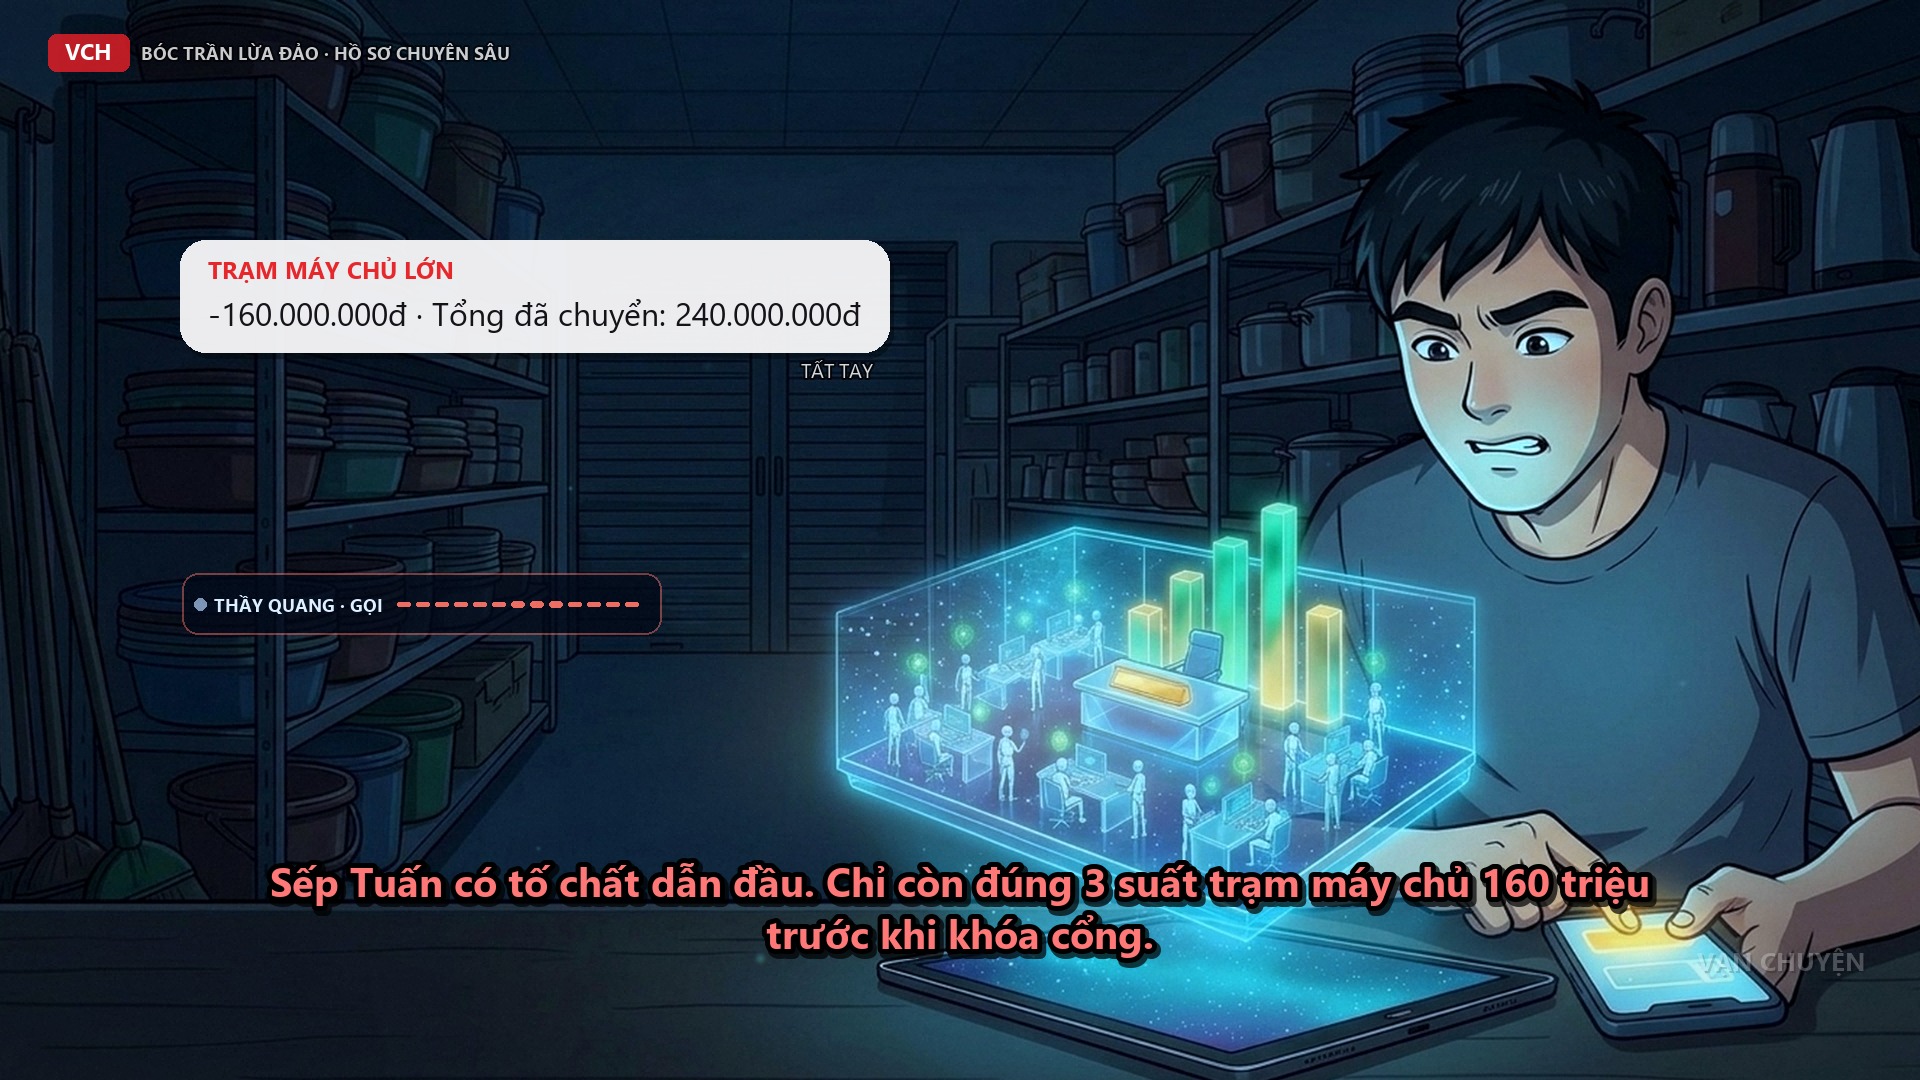 VCH BÓC TRẦN LỪA ĐẢO · HỒ SƠ CHUYÊN SÂU
TRẠM MÁY CHỦ LỚN
-160.000.000đ · Tổng đã chuyển: 240.000.000đ
TẤT TAY
THẦY QUANG · GỌI
Sếp Tuấn có tố chất dẫn đầu. Chỉ còn đúng 3 suất trạm máy chủ 160 triệu
trước khi khóa cổng.
VẠN CHUYỆN